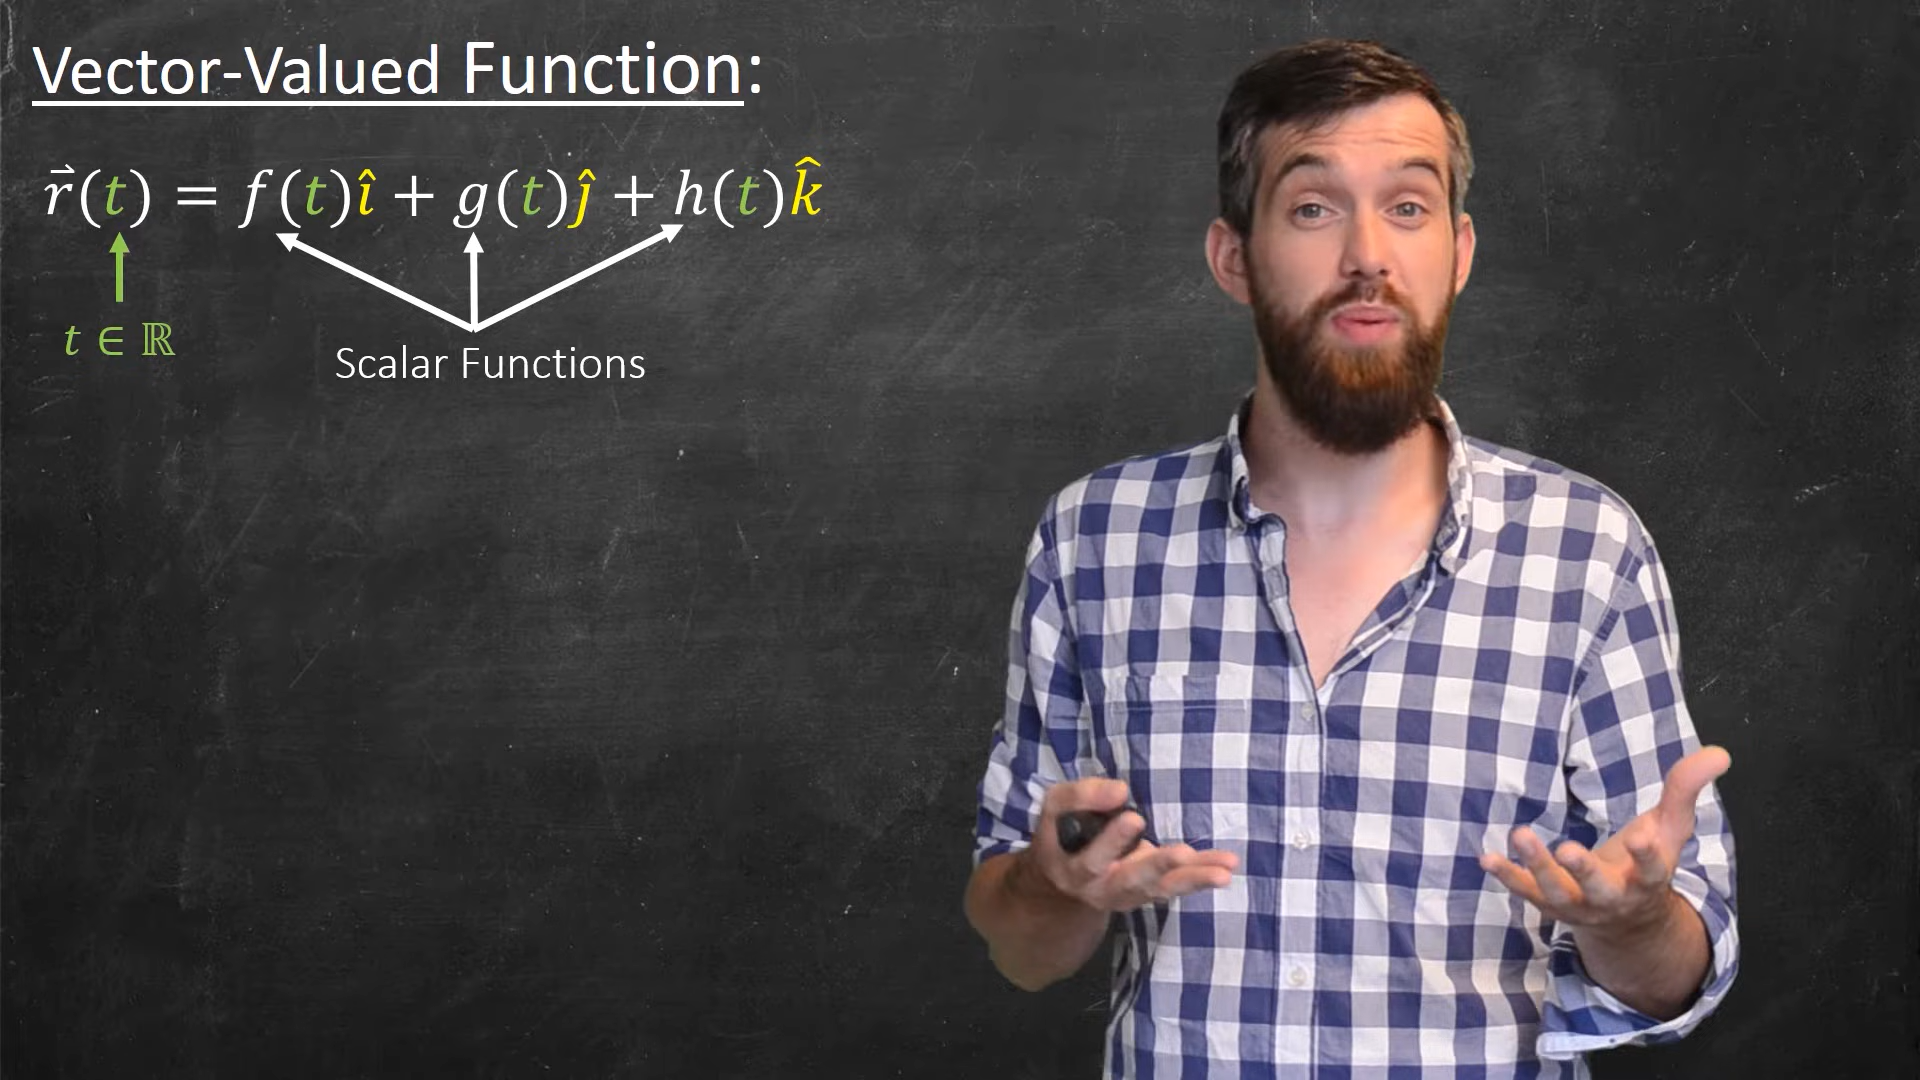 Vector-Valued Function:
r⃗(t) = f(t)î + g(t)ĵ + h(t)k̂
t ∈ ℝ
Scalar Functions